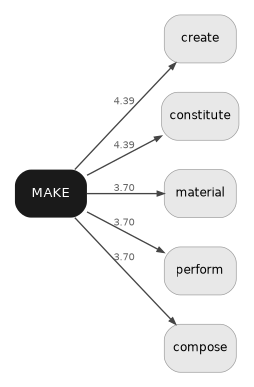 create
4.39
constitute
4.39
MAKE
3.70
material
3.70
perform
3.70
compose